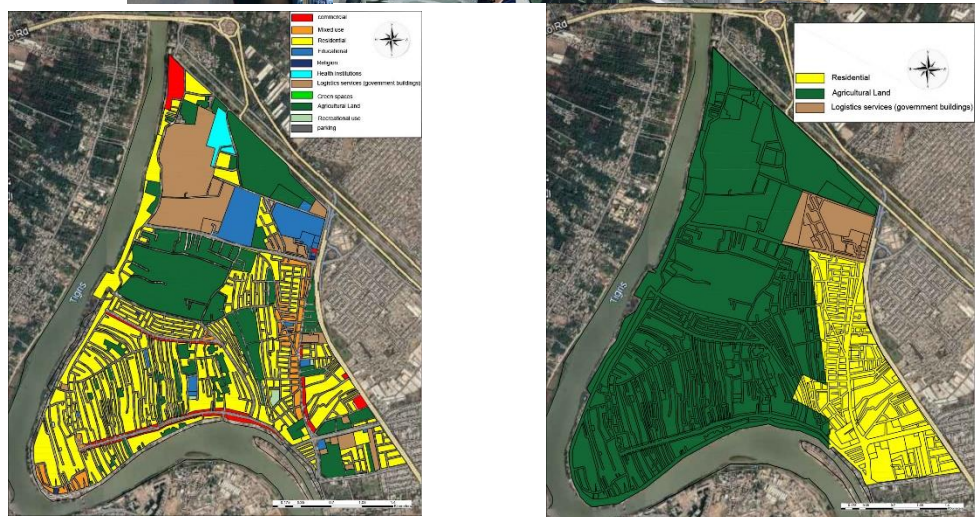 commercial
Mixed use
Residential
Educational
Religion
Health institutions
Logistics services (government buildings)
Green spaces
Agricultural Land
Recreational use
parking
Tigris
Residential
Agricultural Land
Logistics services (government buildings)
Tigris